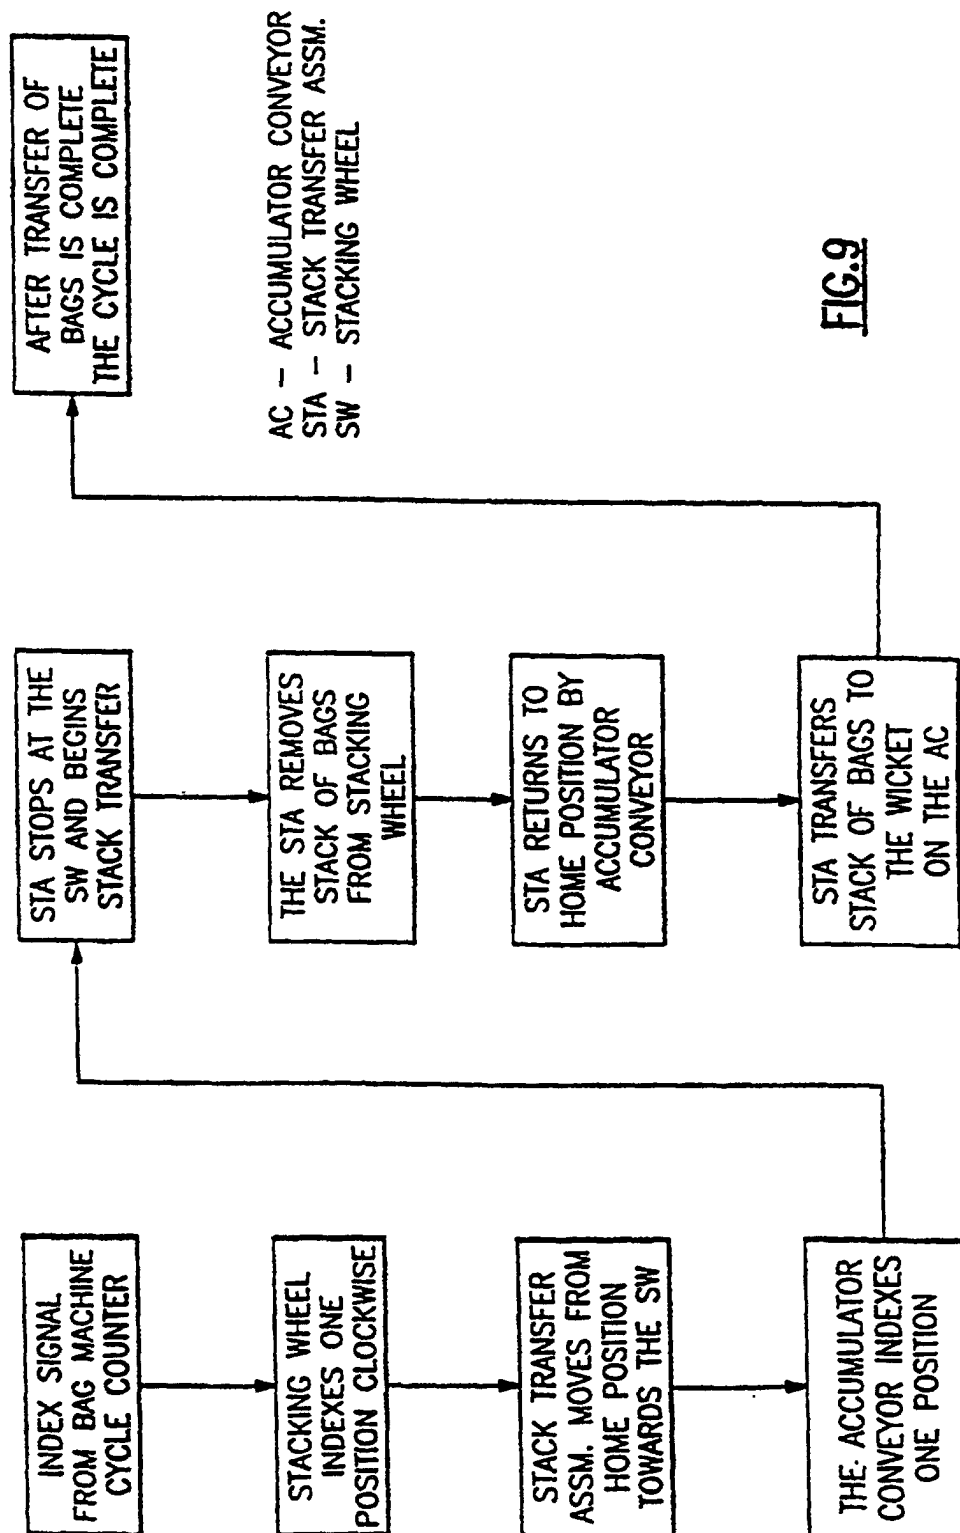 INDEX SIGNAL
FROM BAG MACHINE
CYCLE COUNTER
STACKING WHEEL
INDEXES ONE
POSITION CLOCKWISE
STACK TRANSFER
ASSM. MOVES FROM
HOME POSITION
TOWARDS THE SW
THE. ACCUMULATOR
CONVEYOR INDEXES
ONE POSITION
STA STOPS AT THE
SW AND BEGINS
STACK TRANSFER
THE STA REMOVES
STACK OF BAGS
FROM STACKING
WHEEL
STA RETURNS TO
HOME POSITION BY
ACCUMULATOR
CONVEYOR
STA TRANSFERS
STACK OF BAGS TO
THE WICKET
ON THE AC
AFTER TRANSFER OF
BAGS IS COMPLETE
THE CYCLE IS COMPLETE
AC – ACCUMULATOR CONVEYOR
STA – STACK TRANSFER ASSM.
SW – STACKING WHEEL
FIG.9